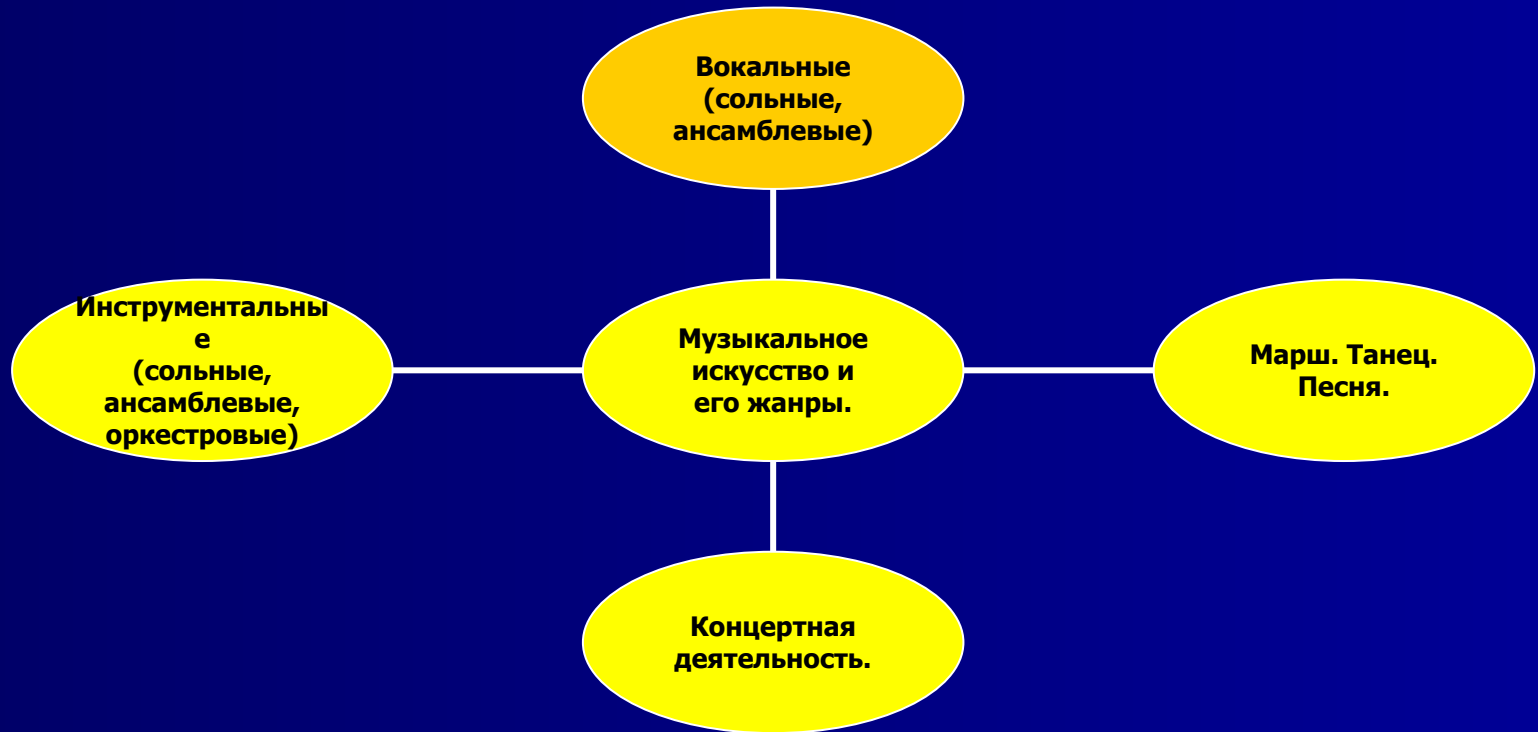 Вокальные
(сольные,
ансамблевые)
Инструментальны
е
(сольные,
ансамблевые,
оркестровые)
Музыкальное
искусство и
его жанры.
Марш. Танец.
Песня.
Концертная
деятельность.